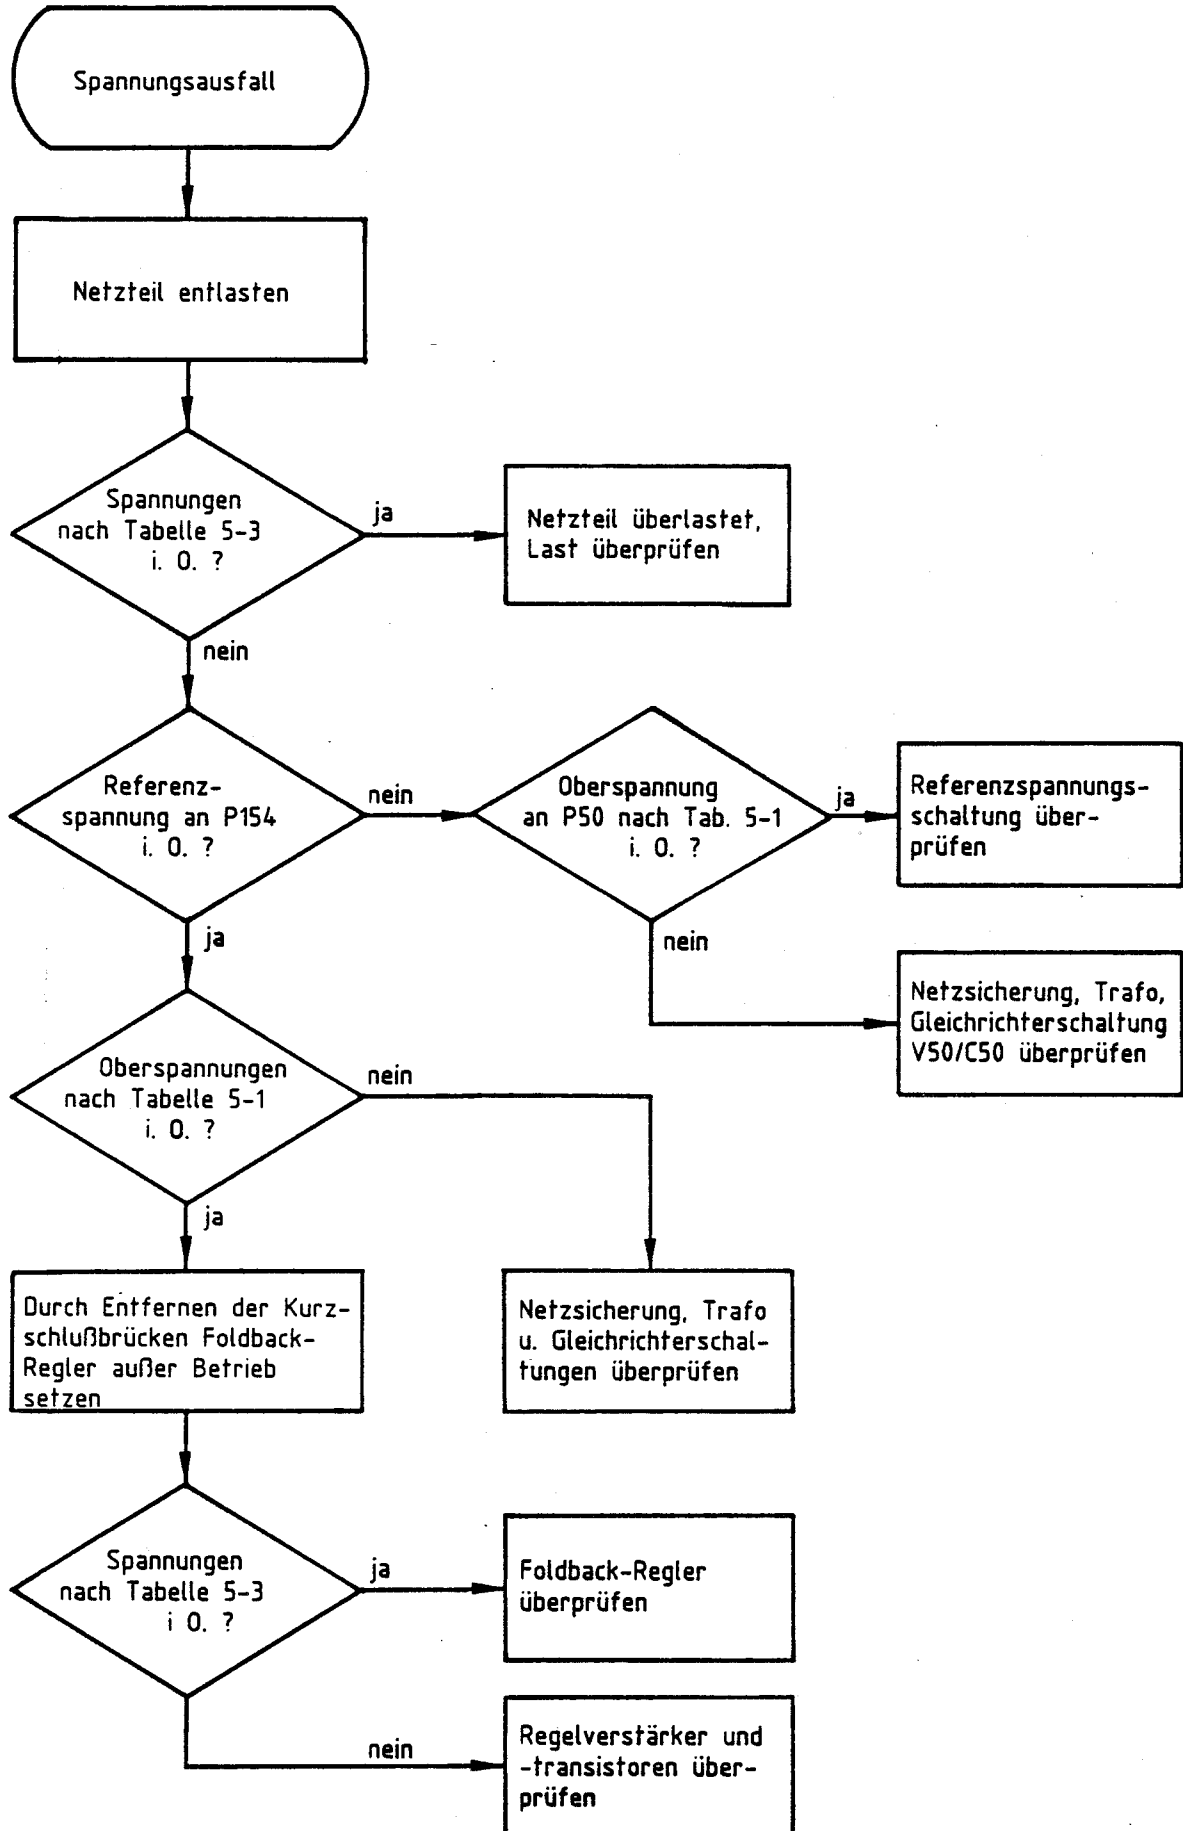 Spannungsausfall
Netzteil entlasten
Spannungen
nach Tabelle 5-3
i. O. ?
ja
Netzteil überlastet,
Last überprüfen
nein
Referenz-
spannung an P154
i. O. ?
nein
Oberspannung
an P50 nach Tab. 5-1
i. O. ?
ja
Referenzspannungs-
schaltung über-
prüfen
ja
nein
Netzsicherung, Trafo,
Gleichrichterschaltung
V50/C50 überprüfen
Oberspannungen
nach Tabelle 5-1
i. O. ?
nein
ja
Durch Entfernen der Kurz-
schlußbrücken Foldback-
Regler außer Betrieb
setzen
Netzsicherung, Trafo
u. Gleichrichterschal-
tungen überprüfen
Spannungen
nach Tabelle 5-3
i O. ?
ja
Foldback-Regler
überprüfen
nein
Regelverstärker und
-transistoren über-
prüfen